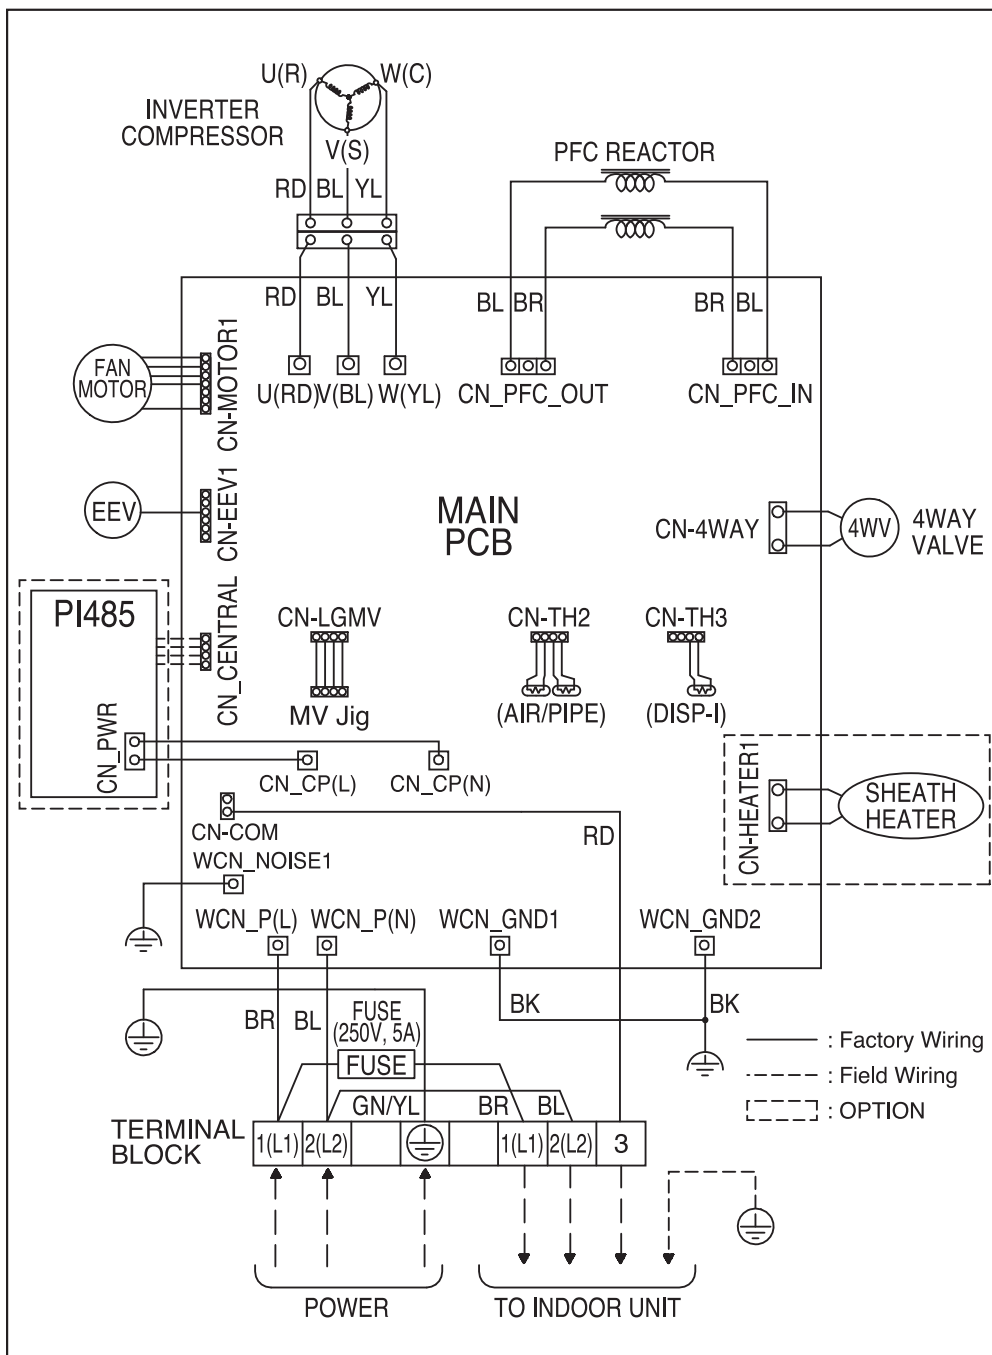 U(R)
W(C)
INVERTER
COMPRESSOR
V(S)
PFC REACTOR
RD BL YL
RD BL YL
BL BR
BR BL
FAN
MOTOR
CN-MOTOR1
U(RD) V(BL) W(YL)
CN_PFC_OUT
CN_PFC_IN
EEV
CN-EEV1
MAIN
PCB
CN-4WAY
4WV
4WAY
VALVE
PI485
CN_CENTRAL
CN-LGMV
CN-TH2
CN-TH3
MV Jig
(AIR/PIPE)
(DISP-I)
CN_PWR
CN_CP(L)
CN_CP(N)
CN-HEATER1
SHEATH
HEATER
CN-COM
RD
WCN_NOISE1
WCN_P(L)
WCN_P(N)
WCN_GND1
WCN_GND2
BR
BL
FUSE
(250V, 5A)
BK
BK
FUSE
: Factory Wiring
: Field Wiring
: OPTION
GN/YL
BR
BL
TERMINAL
BLOCK
1(L1) 2(L2) 1(L1) 2(L2) 3
POWER
TO INDOOR UNIT